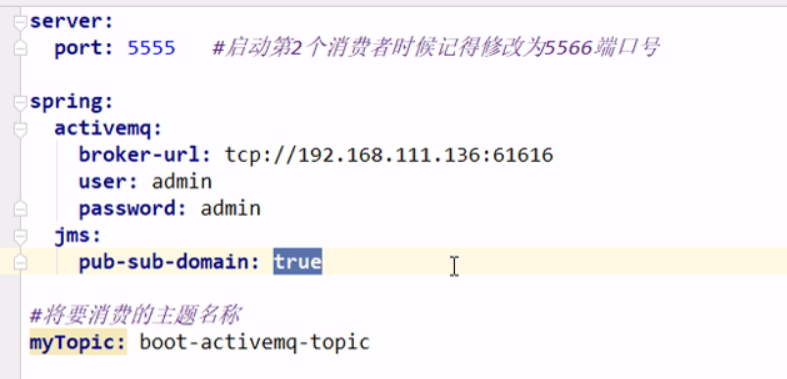 server:
port: 5555 #启动第2个消费者时候记得修改为5566端口号
spring:
activemq:
broker-url: tcp://192.168.111.136:61616
user: admin
password: admin
jms:
pub-sub-domain: true
#将要消费的主题名称
myTopic: boot-activemq-topic